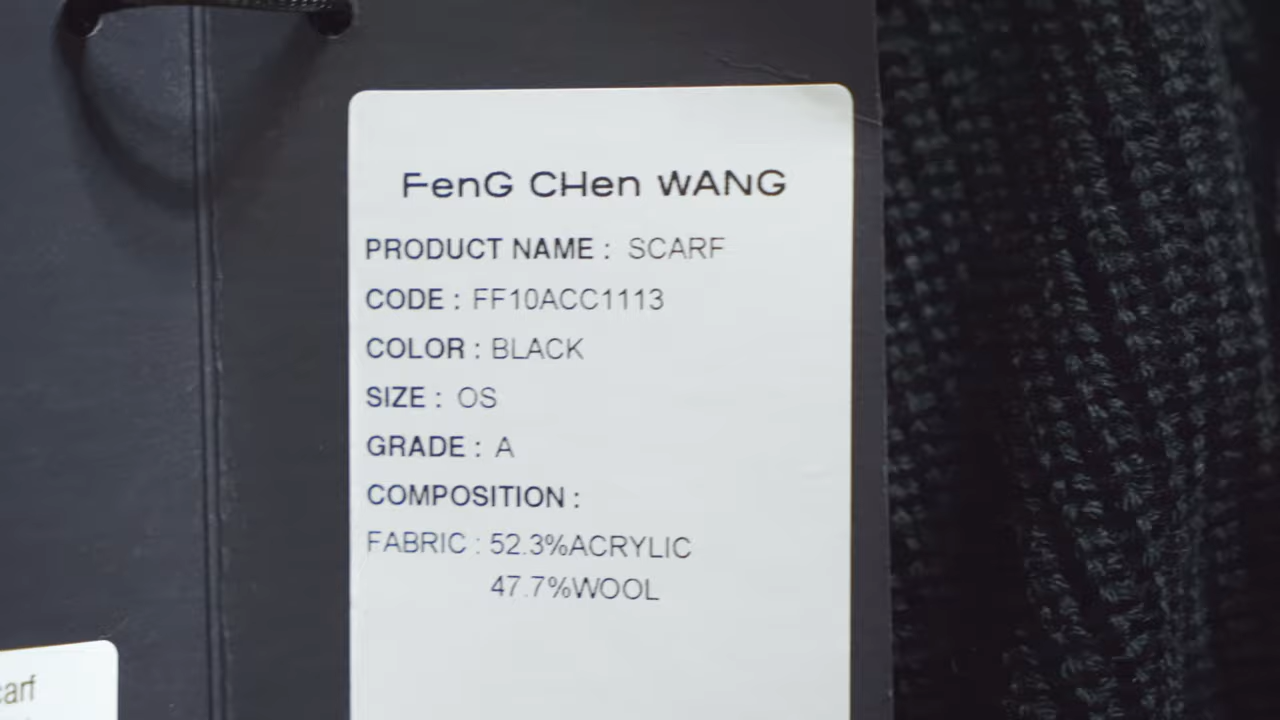 FenG CHen WANG
PRODUCT NAME : SCARF
CODE : FF10ACC1113
COLOR : BLACK
SIZE : OS
GRADE : A
COMPOSITION :
FABRIC : 52.3%ACRYLIC
47.7%WOOL
carf